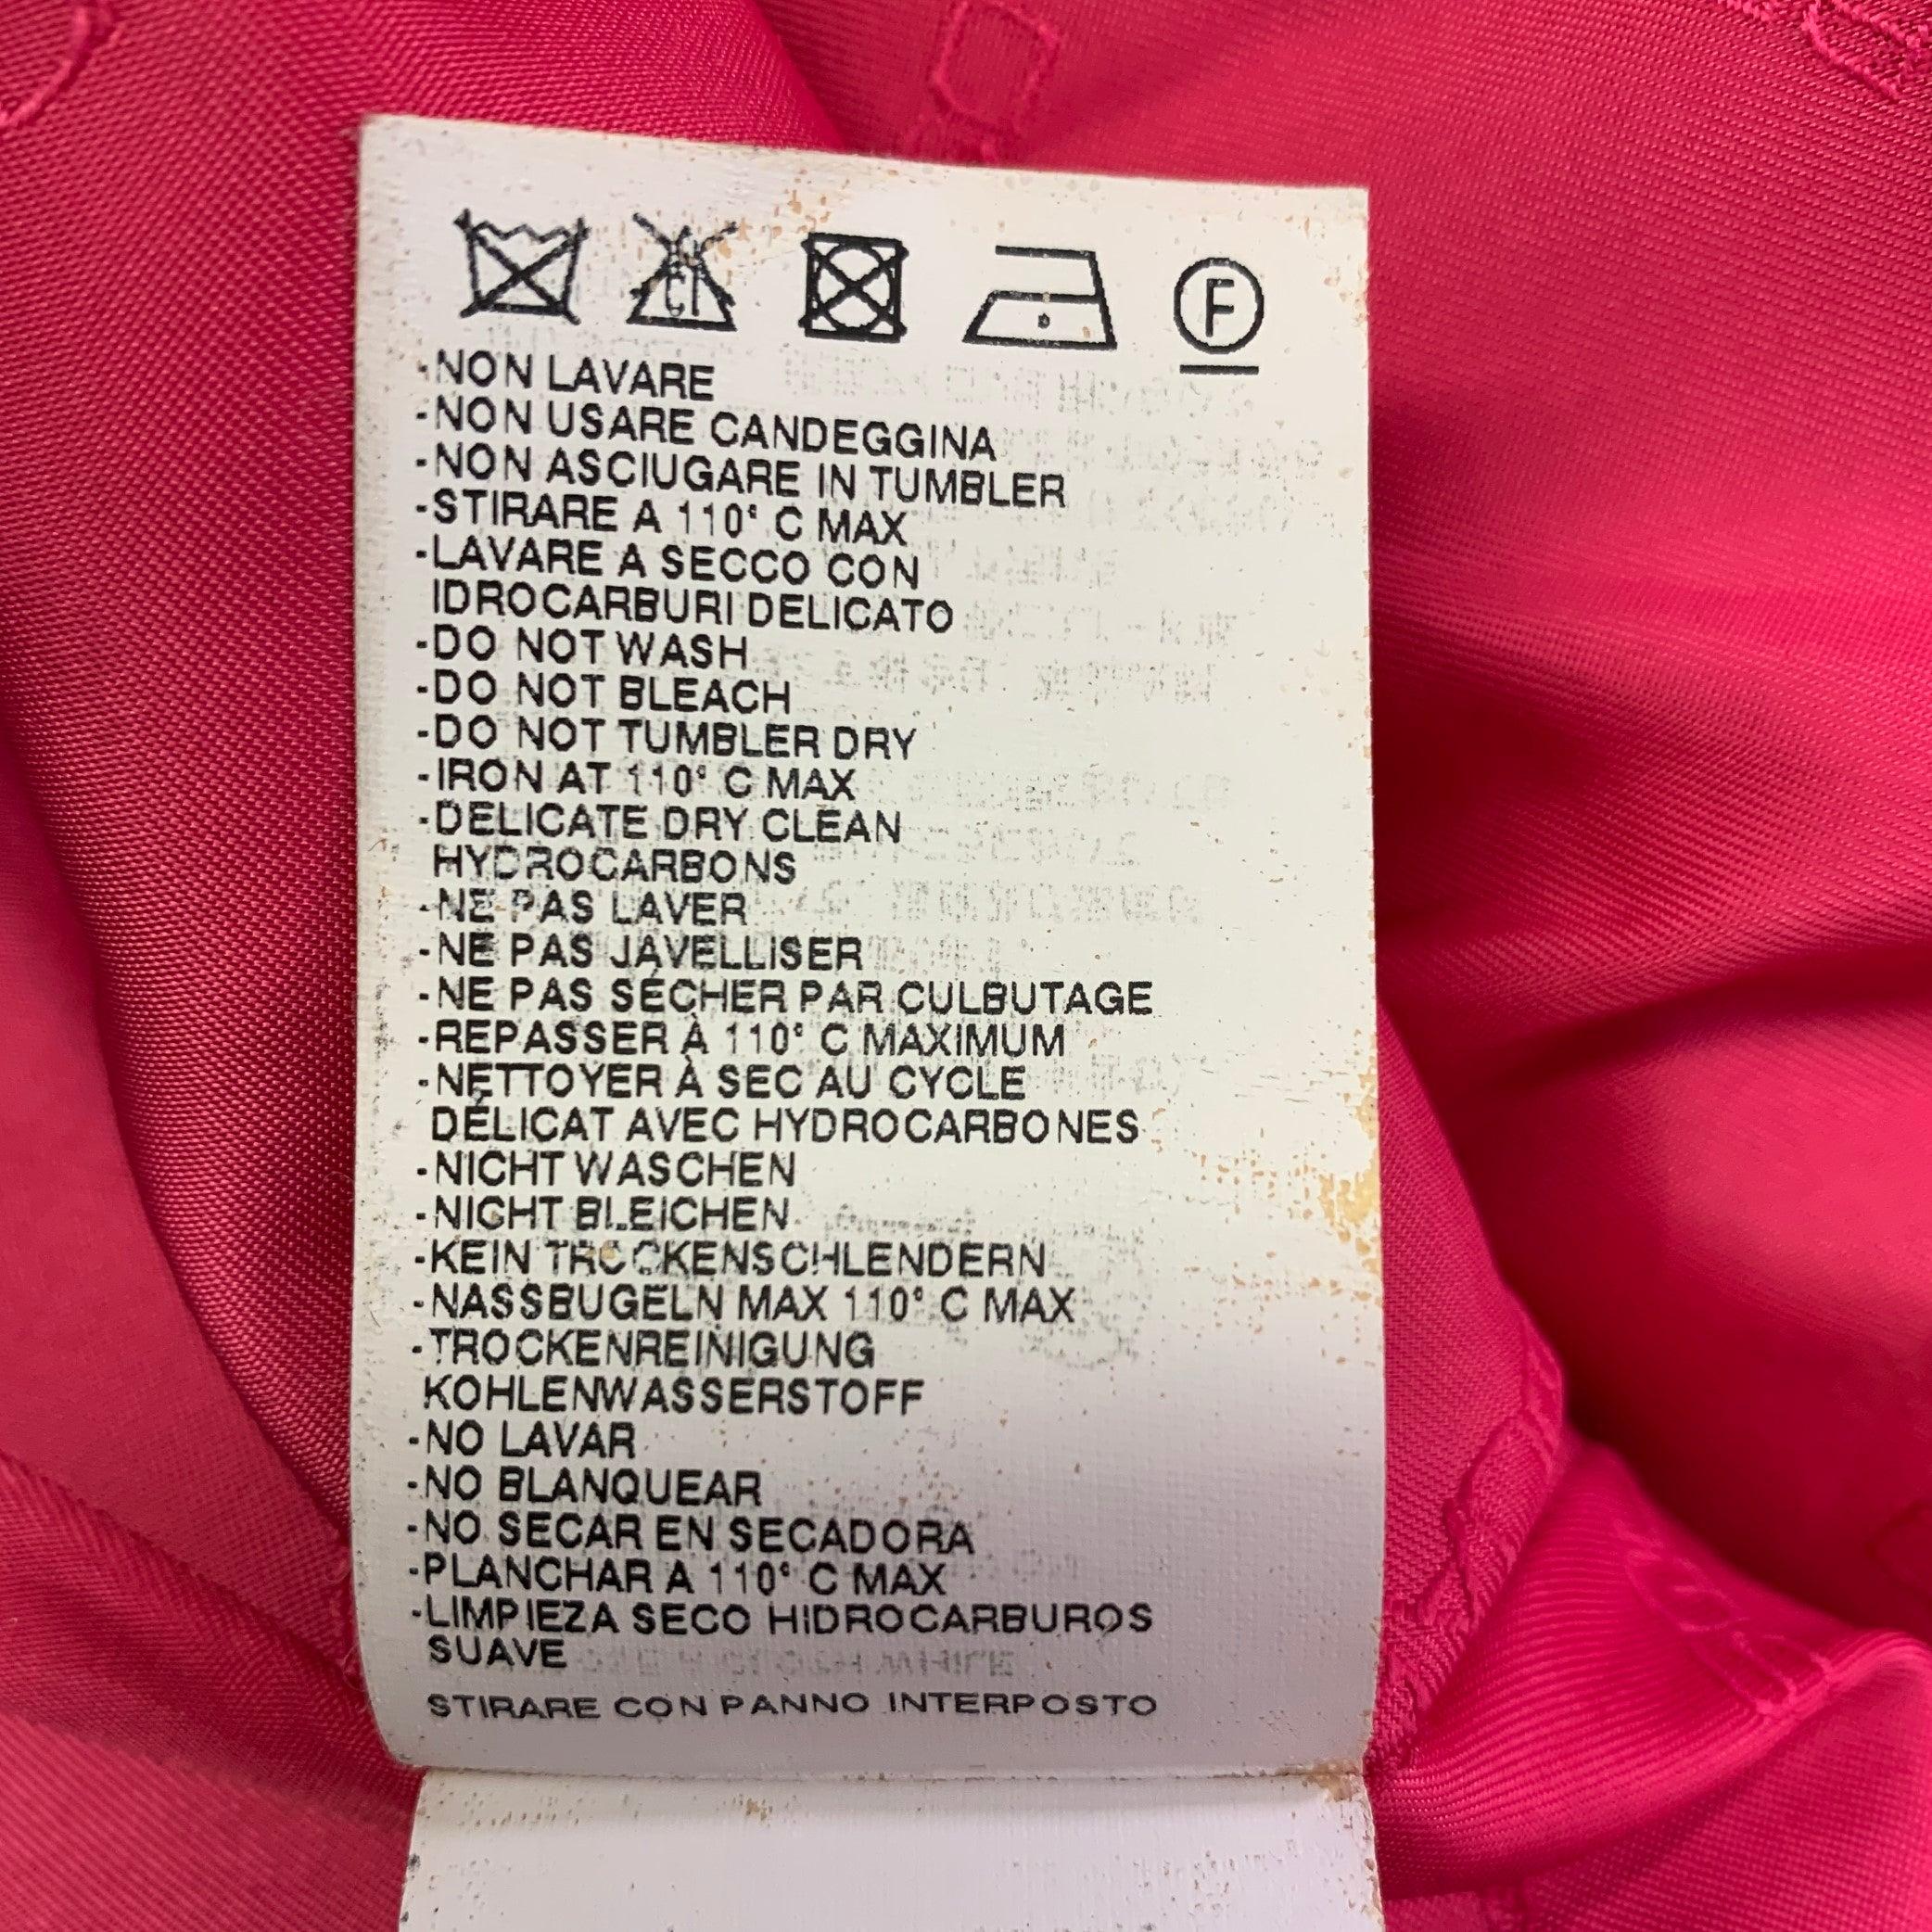 Cl
F
-NON LAVARE
-NON USARE CANDEGGINA
-NON ASCIUGARE IN TUMBLER
-STIRARE A 110° C MAX
-LAVARE A SECCO CON
IDROCARBURI DELICATO
-DO NOT WASH
-DO NOT BLEACH
-DO NOT TUMBLER DRY
-IRON AT 110° C MAX
-DELICATE DRY CLEAN
HYDROCARBONS
-NE PAS LAVER
-NE PAS JAVELLISER
-NE PAS SÉCHER PAR CULBUTAGE
-REPASSER À 110° C MAXIMUM
-NETTOYER À SEC AU CYCLE
DÉLICAT AVEC HYDROCARBONES
-NICHT WASCHEN
-NICHT BLEICHEN
-KEIN TROCKENSCHLENDERN
-NASSBUGELN MAX 110° C MAX
-TROCKENREINIGUNG
KOHLENWASSERSTOFF
-NO LAVAR
-NO BLANQUEAR
-NO SECAR EN SECADORA
-PLANCHAR A 110° C MAX
-LIMPIEZA SECO HIDROCARBUROS
SUAVE
STIRARE CON PANNO INTERPOSTO